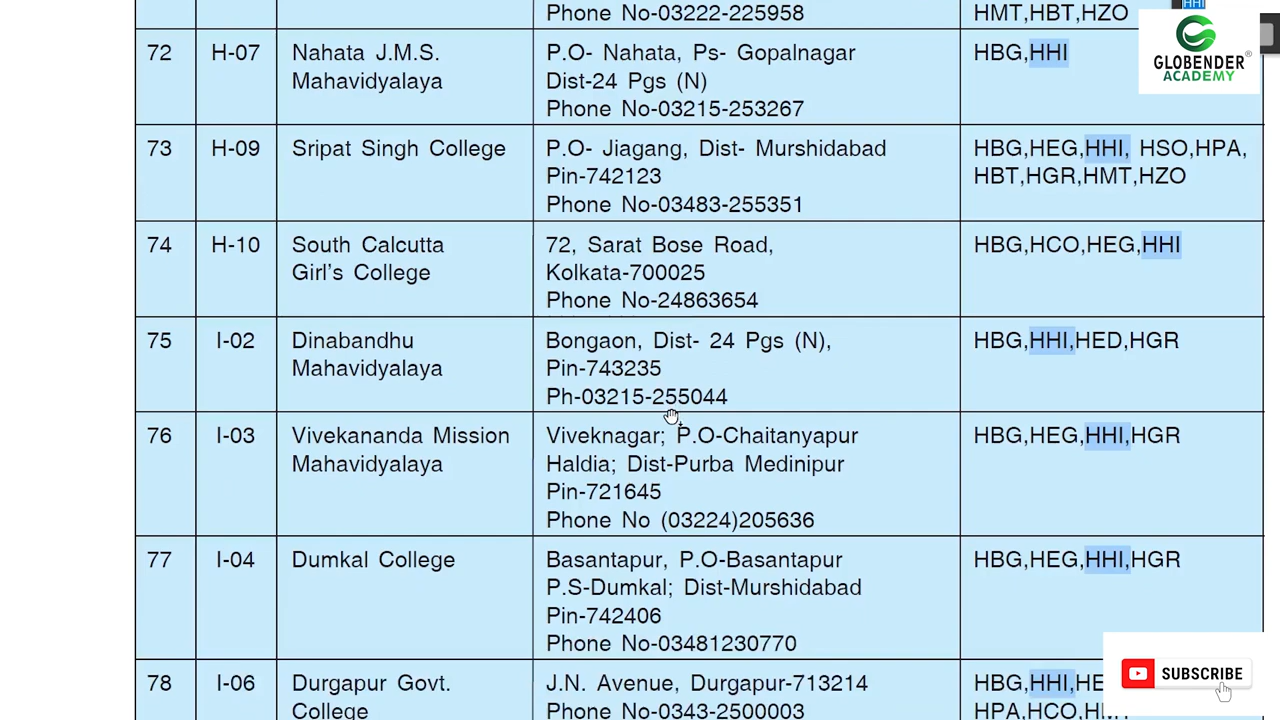 Phone No-03222-225958
HMT,HBT,HZO
HHI
GLOBENDER®
ACADEMY
72 H-07 Nahata J.M.S. P.O- Nahata, Ps- Gopalnagar HBG,HHI
Mahavidyalaya Dist-24 Pgs (N)
Phone No-03215-253267
73 H-09 Sripat Singh College P.O- Jiagang, Dist- Murshidabad HBG,HEG,HHI, HSO,HPA,
Pin-742123 HBT,HGR,HMT,HZO
Phone No-03483-255351
74 H-10 South Calcutta 72, Sarat Bose Road, HBG,HCO,HEG,HHI
Girl's College Kolkata-700025
Phone No-24863654
75 I-02 Dinabandhu Bongaon, Dist- 24 Pgs (N), HBG,HHI,HED,HGR
Mahavidyalaya Pin-743235
Ph-03215-255044
76 I-03 Vivekananda Mission Viveknagar; P.O-Chaitanyapur HBG,HEG,HHI,HGR
Mahavidyalaya Haldia; Dist-Purba Medinipur
Pin-721645
Phone No (03224)205636
77 I-04 Dumkal College Basantapur, P.O-Basantapur HBG,HEG,HHI,HGR
P.S-Dumkal; Dist-Murshidabad
Pin-742406
Phone No-03481230770
78 I-06 Durgapur Govt. J.N. Avenue, Durgapur-713214 HBG,HHI,
College Phone No-0343-2500003 HPA,HCO,
SUBSCRIBE